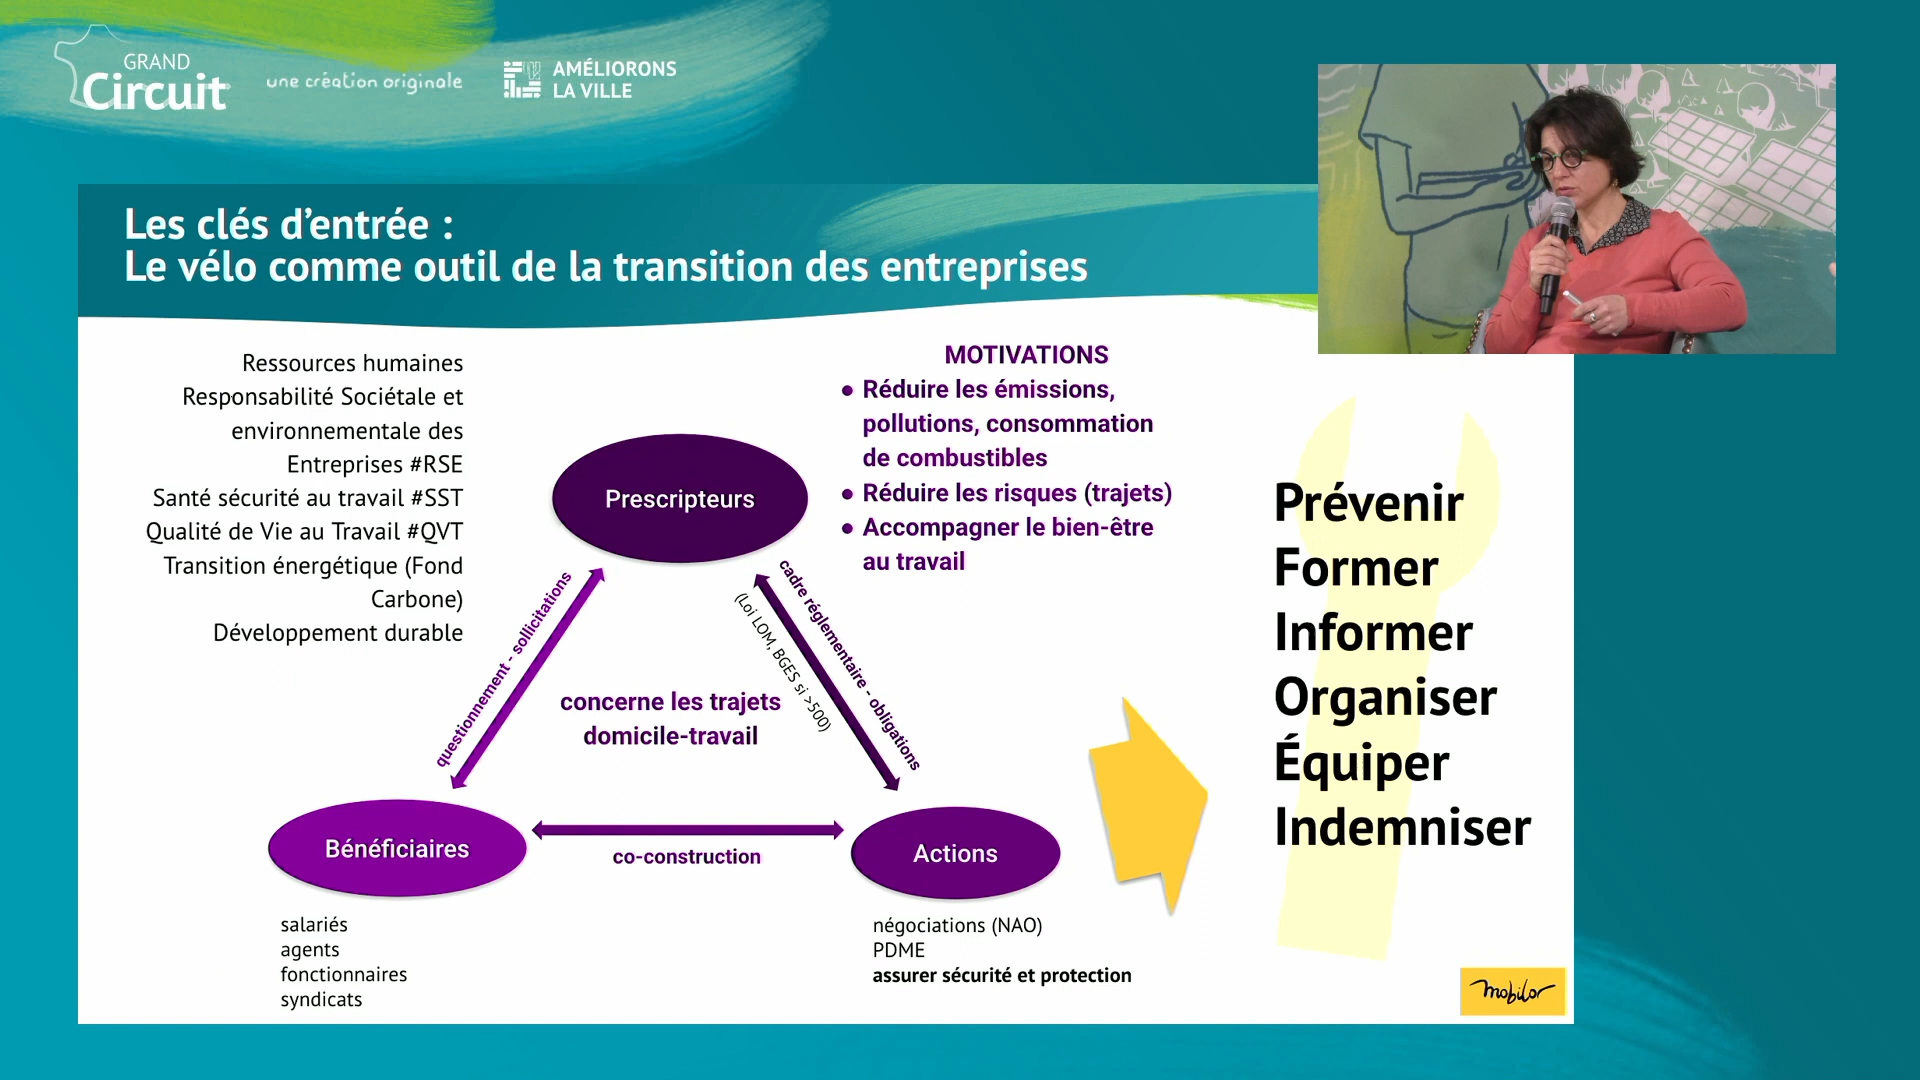 GRAND
Circuit
une création originale
AMÉLIORONS
LA VILLE
Les clés d’entrée :
Le vélo comme outil de la transition des entreprises
Ressources humaines
Responsabilité Sociétale et
environnementale des
Entreprises #RSE
Santé sécurité au travail #SST
Qualité de Vie au Travail #QVT
Transition énergétique (Fond
Carbone)
Développement durable
MOTIVATIONS
● Réduire les émissions,
pollutions, consommation
de combustibles
● Réduire les risques (trajets)
● Accompagner le bien-être
au travail
Prescripteurs
questionnement - sollicitations
cadre réglementaire - obligations
(Loi LOM, BGES si >500)
concerne les trajets
domicile-travail
Bénéficiaires
co-construction
Actions
salariés
agents
fonctionnaires
syndicats
négociations (NAO)
PDME
assurer sécurité et protection
Prévenir
Former
Informer
Organiser
Équiper
Indemniser
mobilor